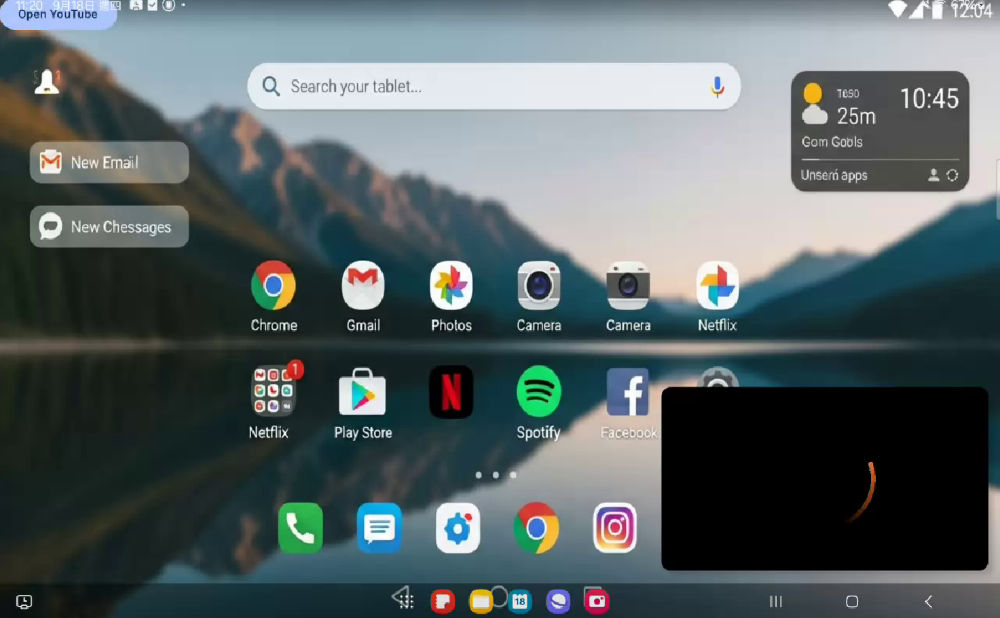 11:20 9月18日 週四
67%
12:04
Open YouTube
Search your tablet...
Teso
10:45
25m
Gom Gobls
Unsern apps
New Email
New Chessages
Chrome
Gmail
Photos
Camera
Camera
Netflix
1
Netflix
Play Store
Spotify
Facebook
18